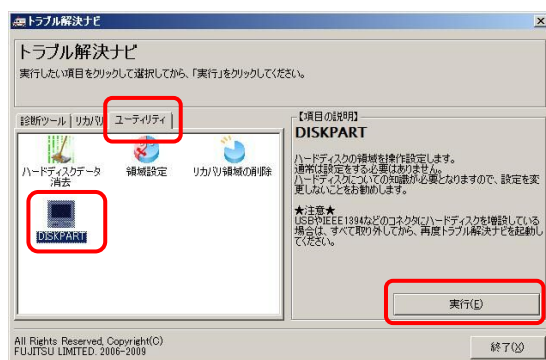 トラブル解決ナビ
トラブル解決ナビ
実行したい項目をクリックして選択してから、「実行」をクリックしてください。
診断ツール
リカバリ
ユーティリティ
【項目の説明】
DISKPART
ハードディスクデータ
消去
領域設定
リカバリ領域の削除
DISKPART
ハードディスクの領域を操作設定します。
通常は設定をする必要はありません。
ハードディスクについての知識が必要となりますので、設定を変
更しないことをお勧めします。
★注意★
USBやIEEE1394などのコネクタにハードディスクを増設している
場合は、すべて取り外してから、再度トラブル解決ナビを起動し
てください。
実行(E)
All Rights Reserved, Copyright(C)
FUJITSU LIMITED. 2006-2009
終了(X)